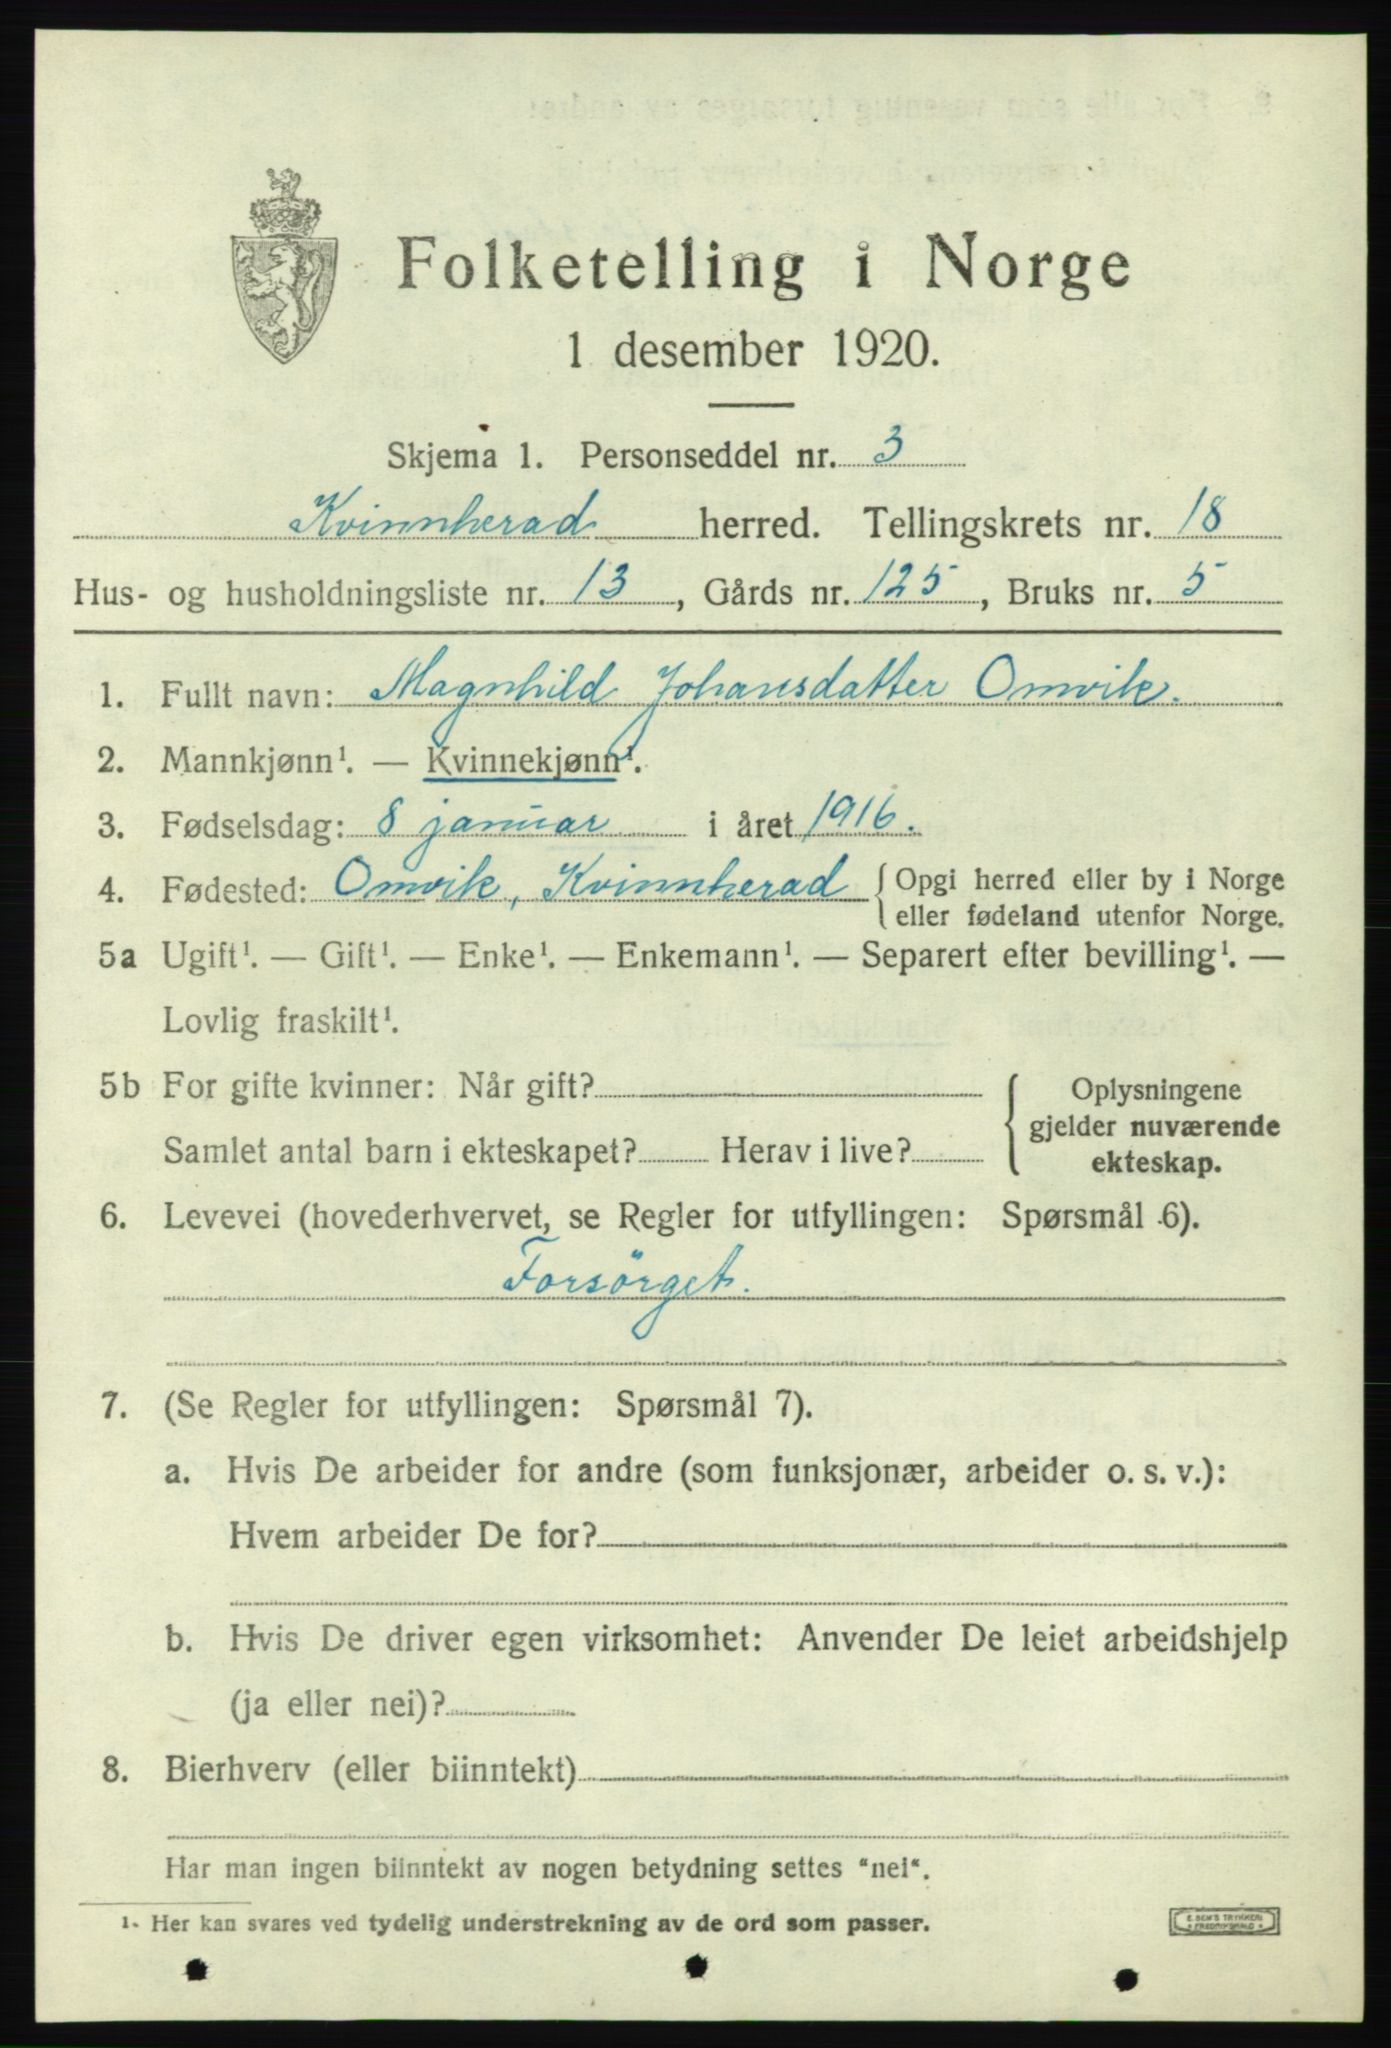 Folketelling i Norge
1 desember 1920.
Skjema 1. Personseddel nr. 3
Kvinnherad herred. Tellingskrets nr. 18
Hus- og husholdningsliste nr. 13, Gårds nr. 125, Bruks nr. 5
1. Fullt navn: Magnhild Johansdatter Omvik.
2. Mannkjønn¹. — Kvinnekjønn¹.
3. Fødselsdag: 8 januar i året 1916.
4. Fødested: Omvik, Kvinnherad { Opgi herred eller by i Norge
eller fødeland utenfor Norge.
5a Ugift¹. — Gift¹. — Enke¹. — Enkemann¹. — Separert efter bevilling¹. —
Lovlig fraskilt¹.
5b For gifte kvinner: Når gift?
Samlet antal barn i ekteskapet? Herav i live?
{ Oplysningene
gjelder nuværende
ekteskap.
6. Levevei (hovederhvervet, se Regler for utfyllingen: Spørsmål 6).
Forsörget.
7. (Se Regler for utfyllingen: Spørsmål 7).
a. Hvis De arbeider for andre (som funksjonær, arbeider o. s. v.):
Hvem arbeider De for?
b. Hvis De driver egen virksomhet: Anvender De leiet arbeidshjelp
(ja eller nei)?
8. Bierhverv (eller biinntekt)
Har man ingen biinntekt av nogen betydning settes "nei".
1. Her kan svares ved tydelig understrekning av de ord som passer.
E. SEM'S TRYKKERI
FREDRIKSHALD